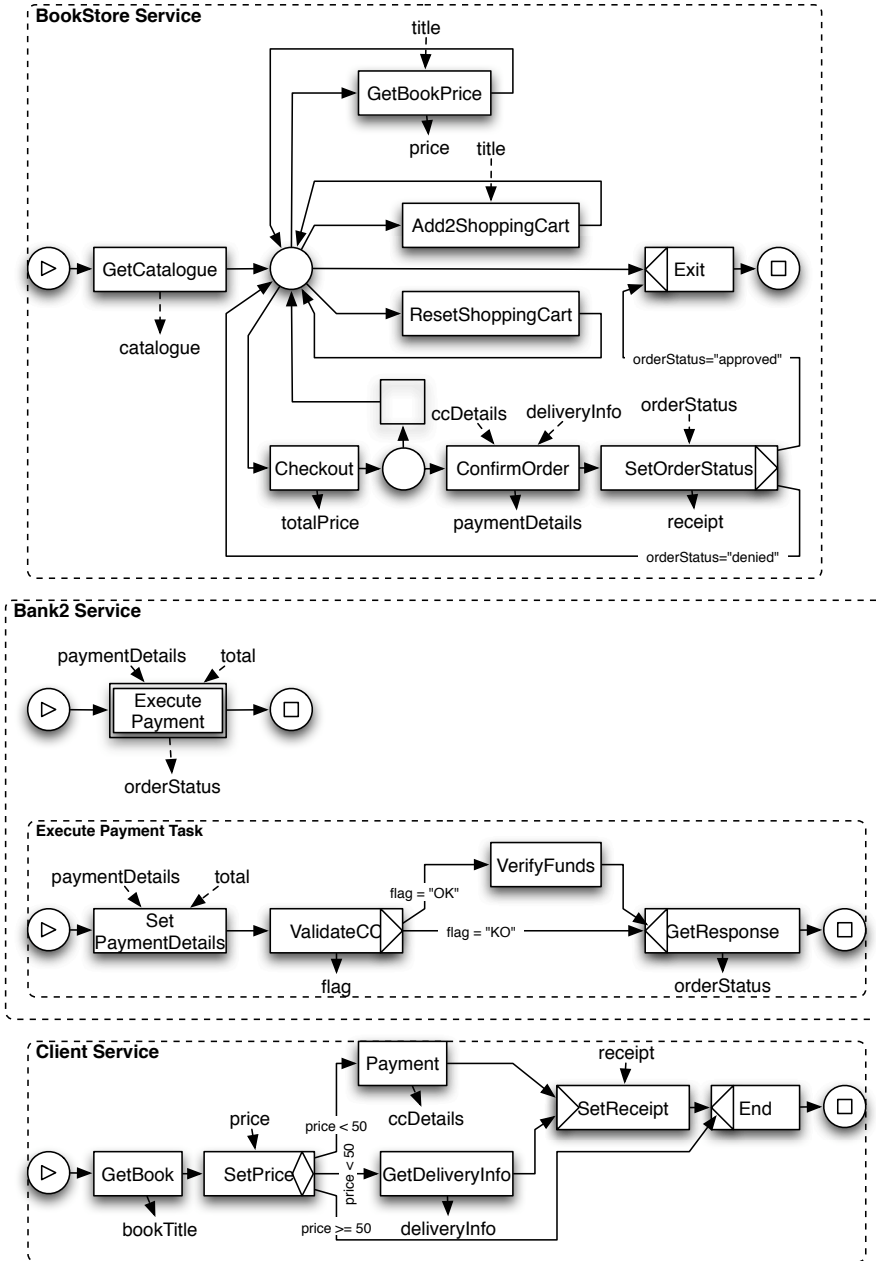 BookStore Service
title
GetBookPrice
price
title
Add2ShoppingCart
GetCatalogue
Exit
ResetShoppingCart
catalogue
orderStatus="approved"
ccDetails
deliveryInfo
orderStatus
Checkout
ConfirmOrder
SetOrderStatus
totalPrice
paymentDetails
receipt
orderStatus="denied"
Bank2 Service
paymentDetails
total
Execute
Payment
orderStatus
Execute Payment Task
paymentDetails
total
VerifyFunds
flag = "OK"
Set
PaymentDetails
ValidateCC
flag = "KO"
GetResponse
flag
orderStatus
Client Service
Payment
receipt
ccDetails
SetReceipt
End
price
price < 50
GetBook
SetPrice
price < 50
GetDeliveryInfo
bookTitle
price >= 50
deliveryInfo